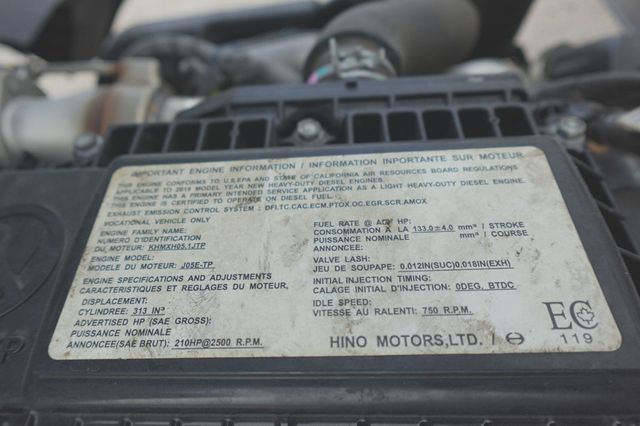 IMPORTANT ENGINE INFORMATION / INFORMATION IMPORTANTE SUR MOTEUR
THIS ENGINE CONFORMS TO U.S.EPA AND STATE OF CALIFORNIA AIR RESOURCES BOARD REGULATIONS
APPLICABLE TO 2019 MODEL YEAR NEW HEAVY-DUTY DIESEL ENGINES.
THIS ENGINE HAS A PRIMARY INTENDED SERVICE APPLICATION AS A LIGHT HEAVY-DUTY DIESEL ENGINE.
THIS ENGINE IS CERTIFIED TO OPERATE ON DIESEL FUEL.
EXHAUST EMISSION CONTROL SYSTEM : DFI,TC,CAC,ECM,PTOX,OC,EGR,SCR,AMOX
VOCATIONAL VEHICLE ONLY
ENGINE FAMILY NAME:
NUMERO D'IDENTIFICATION
DU MOTEUR: KHMXH05.1JTP
ENGINE MODEL:
MODELE DU MOTEUR: J05E-TP
ENGINE SPECIFICATIONS AND ADJUSTMENTS
CARACTERISTIQUES ET REGLAGES DU MOTEUR,
DISPLACEMENT:
CYLINDREE: 313 IN³
ADVERTISED HP (SAE GROSS):
PUISSANCE NOMINALE
ANNONCEE(SAE BRUT): 210HP@2500 R.P.M.
FUEL RATE @ ADV HP:
CONSOMMATION A LA 133.0±4.0 mm³ / STROKE
PUISSANCE NOMINALE mm³ / COURSE
ANNONCEE:
VALVE LASH:
JEU DE SOUPAPE: 0.012IN(SUC)0.018IN(EXH)
INITIAL INJECTION TIMING:
CALAGE INITIAL D'INJECTION: 0DEG, BTDC
IDLE SPEED:
VITESSE AU RALENTI: 750 R.P.M.
HINO MOTORS,LTD. /
EC
119